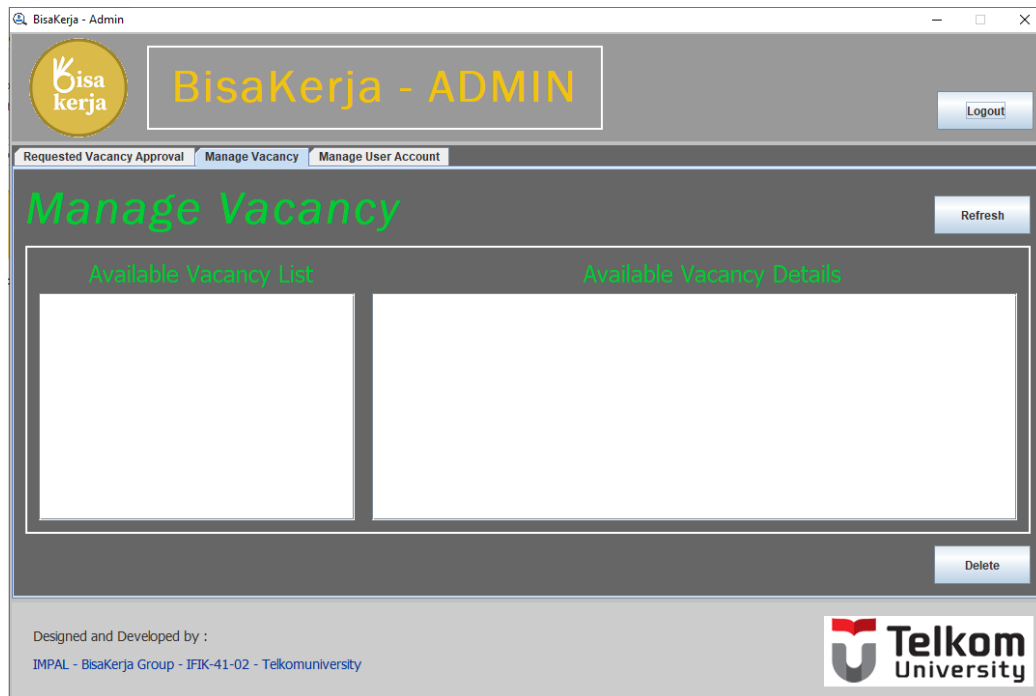 BisaKerja - Admin
bisa
kerja
BisaKerja - ADMIN
Logout
Requested Vacancy Approval
Manage Vacancy
Manage User Account
Manage Vacancy
Refresh
Available Vacancy List
Available Vacancy Details
Delete
Designed and Developed by :
IMPAL - BisaKerja Group - IFIK-41-02 - Telkomuniversity
Telkom
University